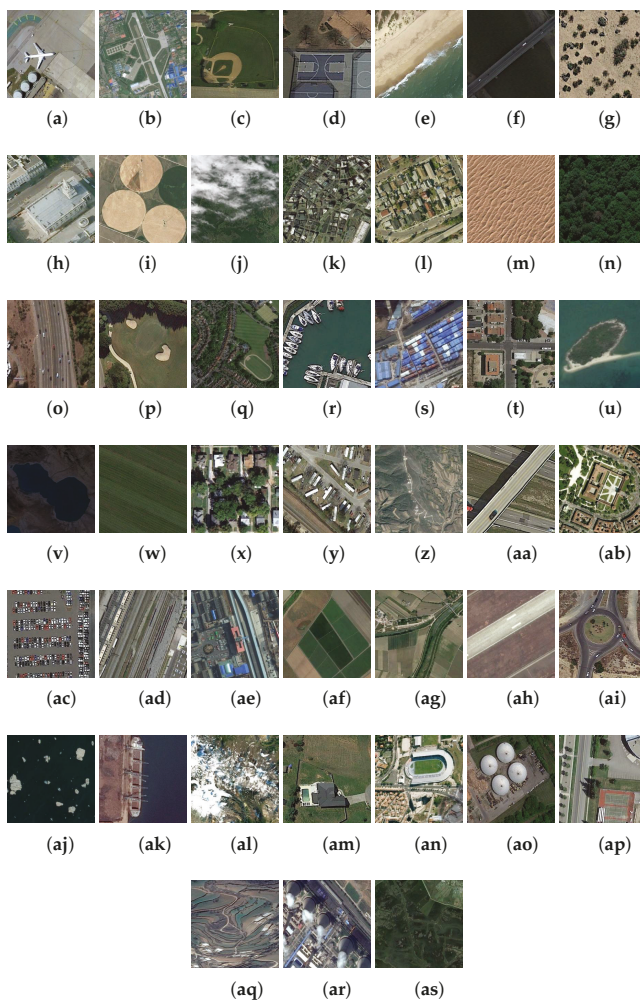 (a) (b) (c) (d) (e) (f) (g)
(h) (i) (j) (k) (l) (m) (n)
(o) (p) (q) (r) (s) (t) (u)
(v) (w) (x) (y) (z) (aa) (ab)
(ac) (ad) (ae) (af) (ag) (ah) (ai)
(aj) (ak) (al) (am) (an) (ao) (ap)
(aq) (ar) (as)